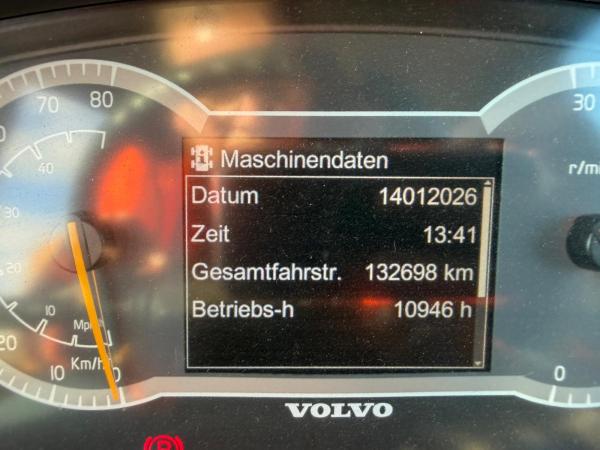 70 80
40
30
20
10
Mph
20
Km/h
10 0
Maschinendaten
Datum 14012026
Zeit 13:41
Gesamtfahrstr. 132698 km
Betriebs-h 10946 h
30
0
VOLVO
P